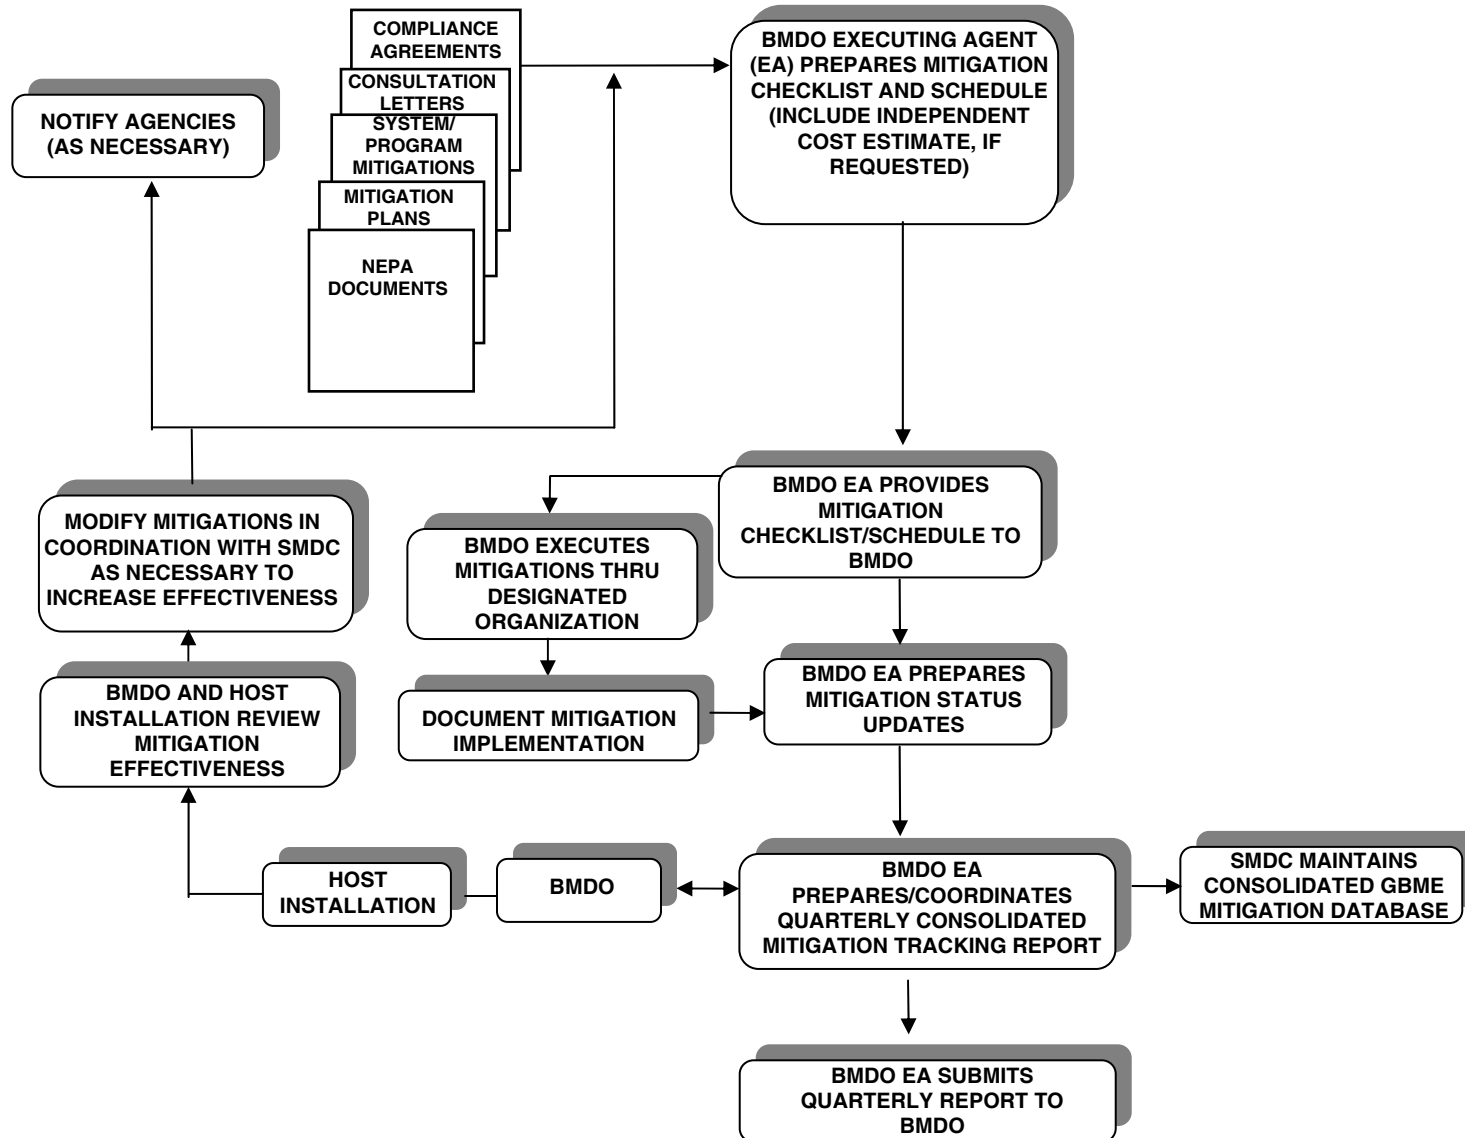 COMPLIANCE
AGREEMENTS
CONSULTATION
LETTERS
SYSTEM/
PROGRAM
MITIGATIONS
MITIGATION
PLANS
NEPA
DOCUMENTS
BMDO EXECUTING AGENT
(EA) PREPARES MITIGATION
CHECKLIST AND SCHEDULE
(INCLUDE INDEPENDENT
COST ESTIMATE, IF
REQUESTED)
NOTIFY AGENCIES
(AS NECESSARY)
BMDO EA PROVIDES
MITIGATION
CHECKLIST/SCHEDULE TO
BMDO
BMDO EXECUTES
MITIGATIONS THRU
DESIGNATED
ORGANIZATION
MODIFY MITIGATIONS IN
COORDINATION WITH SMDC
AS NECESSARY TO
INCREASE EFFECTIVENESS
BMDO AND HOST
INSTALLATION REVIEW
MITIGATION
EFFECTIVENESS
DOCUMENT MITIGATION
IMPLEMENTATION
BMDO EA PREPARES
MITIGATION STATUS
UPDATES
HOST
INSTALLATION
BMDO
BMDO EA
PREPARES/COORDINATES
QUARTERLY CONSOLIDATED
MITIGATION TRACKING REPORT
SMDC MAINTAINS
CONSOLIDATED GBME
MITIGATION DATABASE
BMDO EA SUBMITS
QUARTERLY REPORT TO
BMDO